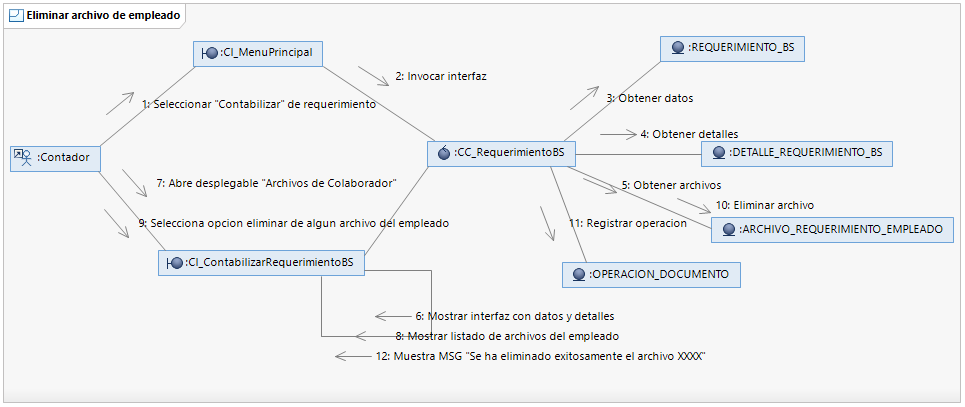 Eliminar archivo de empleado
:CI_MenuPrincipal
:REQUERIMIENTO_BS
2: Invocar interfaz
1: Seleccionar "Contabilizar" de requerimiento
3: Obtener datos
4: Obtener detalles
:Contador
:CC_RequerimientoBS
:DETALLE_REQUERIMIENTO_BS
7: Abre desplegable "Archivos de Colaborador"
5: Obtener archivos
10: Eliminar archivo
9: Selecciona opcion eliminar de algun archivo del empleado
11: Registrar operacion
:ARCHIVO_REQUERIMIENTO_EMPLEADO
:CI_ContabilizarRequerimientoBS
:OPERACION_DOCUMENTO
6: Mostrar interfaz con datos y detalles
8: Mostrar listado de archivos del empleado
12: Muestra MSG "Se ha eliminado exitosamente el archivo XXXX"